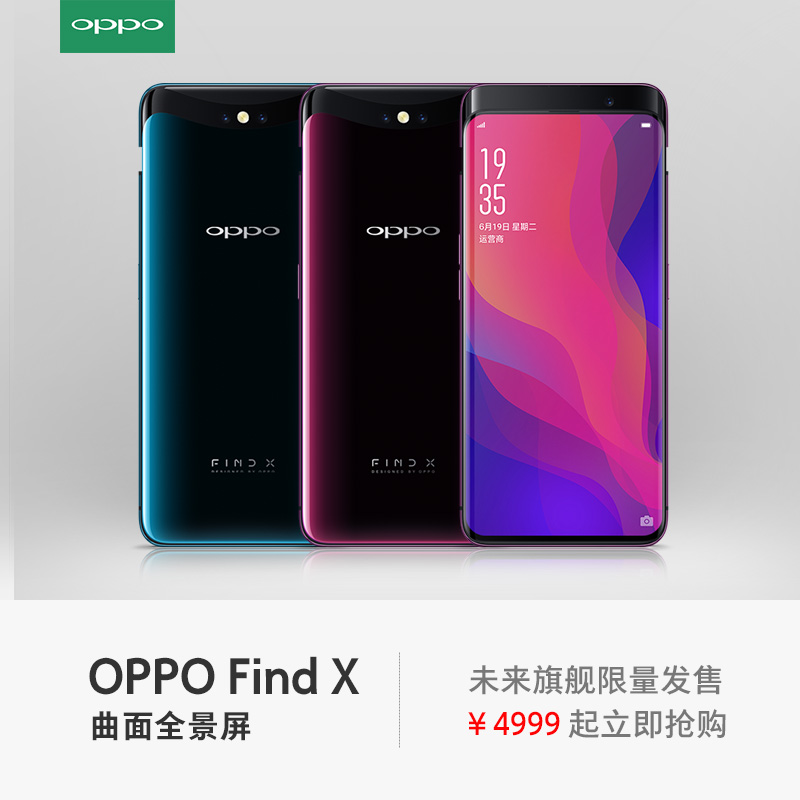 oppo
oppo
FIND X
DESIGNED BY OPPO
oppo
FIND X
DESIGNED BY OPPO
19
35
6月19日 星期二
运营商
OPPO Find X
曲面全景屏
未来旗舰限量发售
¥ 4999 起立即抢购